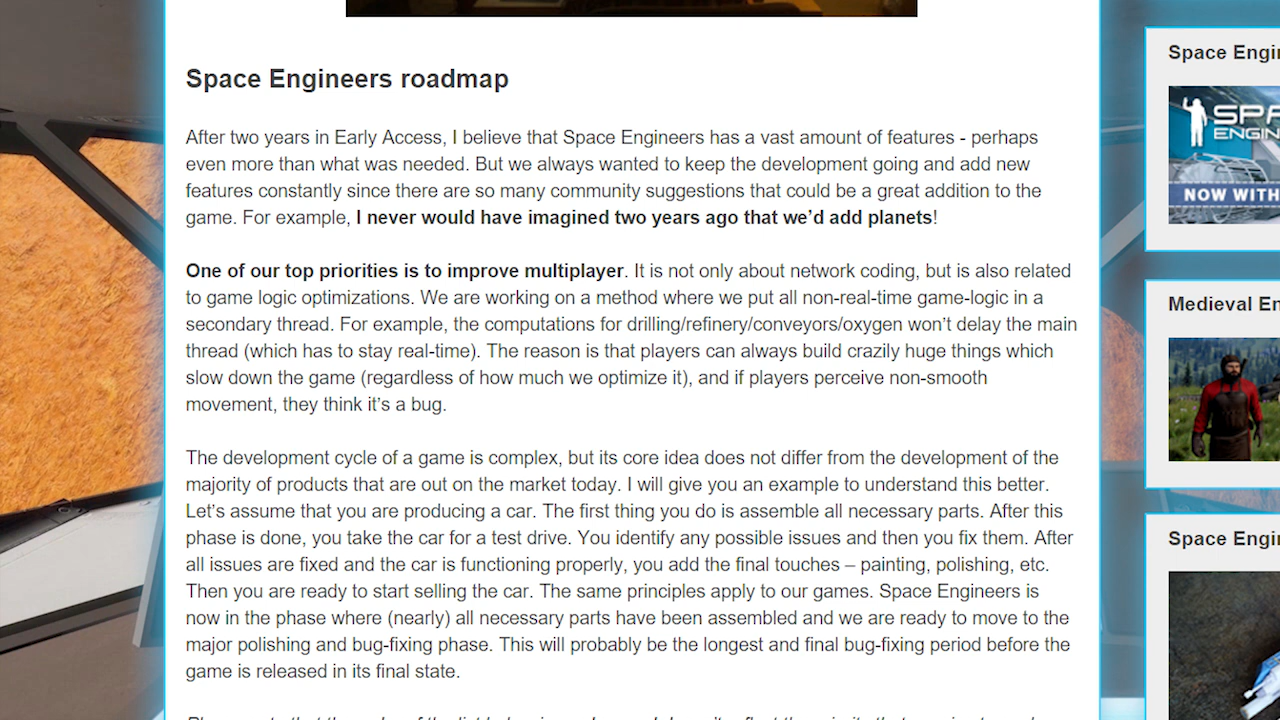 Space Engineers roadmap
After two years in Early Access, I believe that Space Engineers has a vast amount of features - perhaps
even more than what was needed. But we always wanted to keep the development going and add new
features constantly since there are so many community suggestions that could be a great addition to the
game. For example, I never would have imagined two years ago that we'd add planets!
One of our top priorities is to improve multiplayer. It is not only about network coding, but is also related
to game logic optimizations. We are working on a method where we put all non-real-time game-logic in a
secondary thread. For example, the computations for drilling/refinery/conveyors/oxygen won't delay the main
thread (which has to stay real-time). The reason is that players can always build crazily huge things which
slow down the game (regardless of how much we optimize it), and if players perceive non-smooth
movement, they think it's a bug.
The development cycle of a game is complex, but its core idea does not differ from the development of the
majority of products that are out on the market today. I will give you an example to understand this better.
Let's assume that you are producing a car. The first thing you do is assemble all necessary parts. After this
phase is done, you take the car for a test drive. You identify any possible issues and then you fix them. After
all issues are fixed and the car is functioning properly, you add the final touches – painting, polishing, etc.
Then you are ready to start selling the car. The same principles apply to our games. Space Engineers is
now in the phase where (nearly) all necessary parts have been assembled and we are ready to move to the
major polishing and bug-fixing phase. This will probably be the longest and final bug-fixing period before the
game is released in its final state.
Space Engi
SPA
ENGIN
NOW WITH
Medieval En
Space Engi